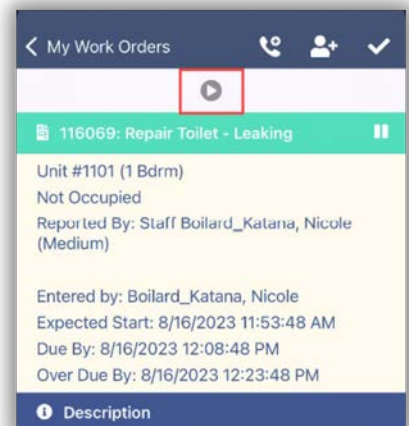 My Work Orders
116069: Repair Toilet - Leaking
Unit #1101 (1 Bdrm)
Not Occupied
Reported By: Staff Boilard_Katana, Nicole
(Medium)
Entered by: Boilard_Katana, Nicole
Expected Start: 8/16/2023 11:53:48 AM
Due By: 8/16/2023 12:08:48 PM
Over Due By: 8/16/2023 12:23:48 PM
Description